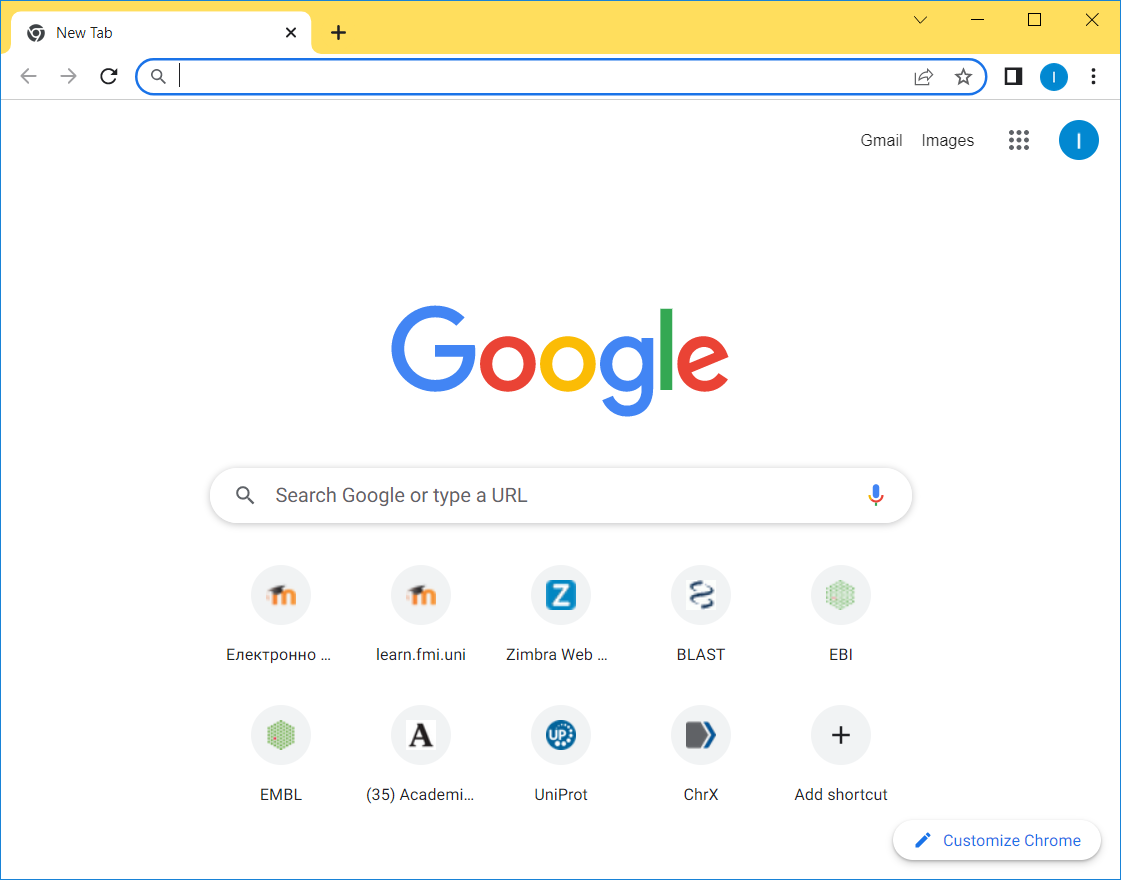 New Tab
I
Gmail Images I
Google
Search Google or type a URL
Електронно ... learn.fmi.uni Zimbra Web ... BLAST EBI
EMBL (35) Academi... UniProt ChrX Add shortcut
Customize Chrome